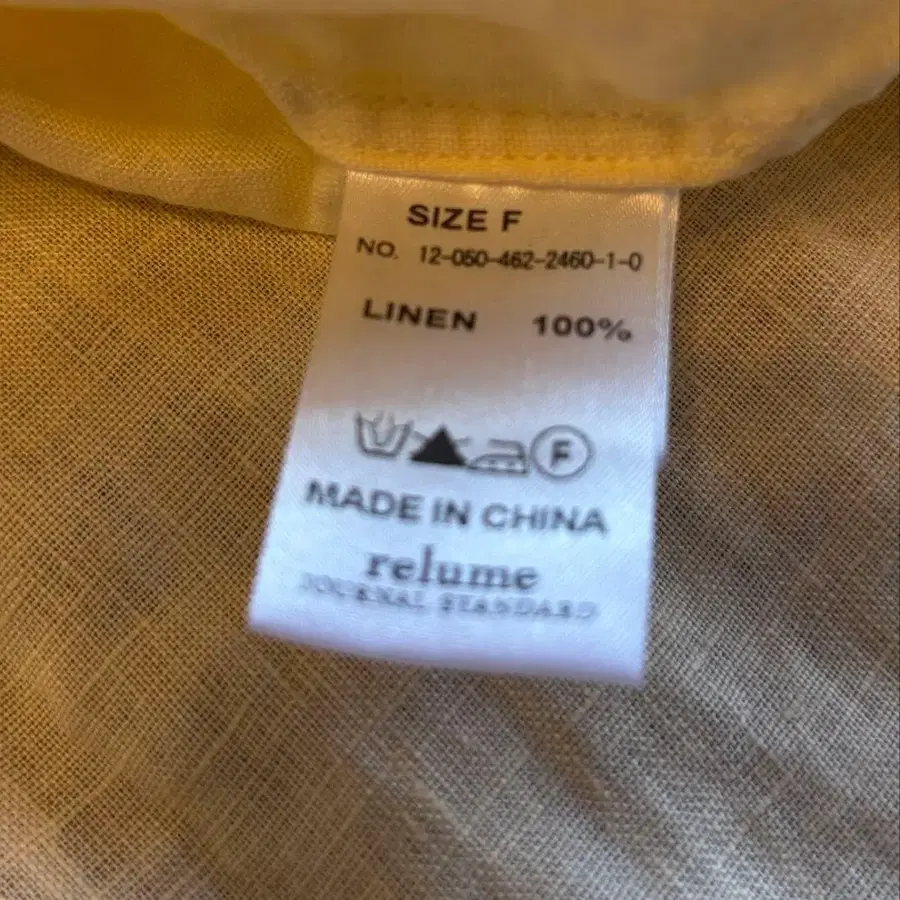 SIZE F
NO. 12-050-462-2460-1-0
LINEN 100%
F
MADE IN CHINA
relume
JOURNAL STANDARD